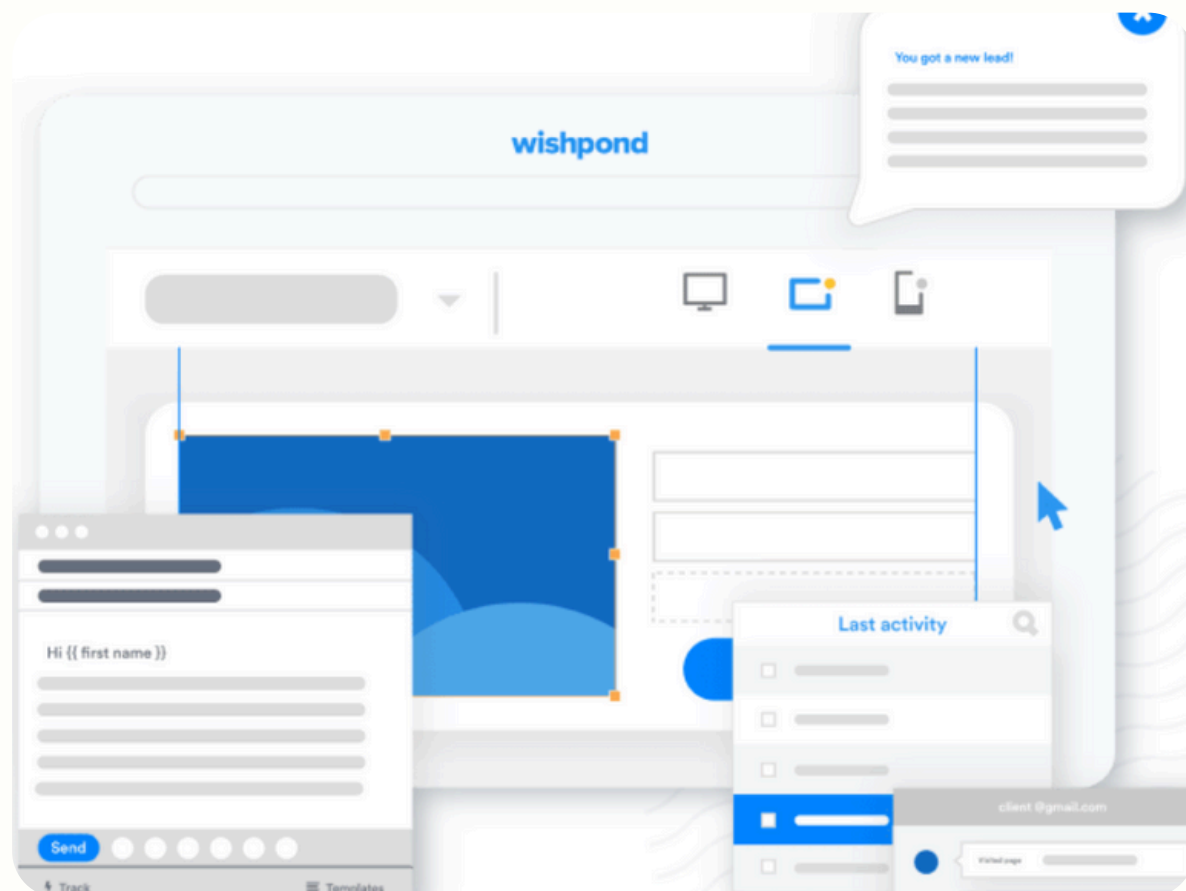 You got a new lead!
wishpond
Hi {{ first name }}
Last activity
Send
Track
Templates
client @gmail.com
Visited page